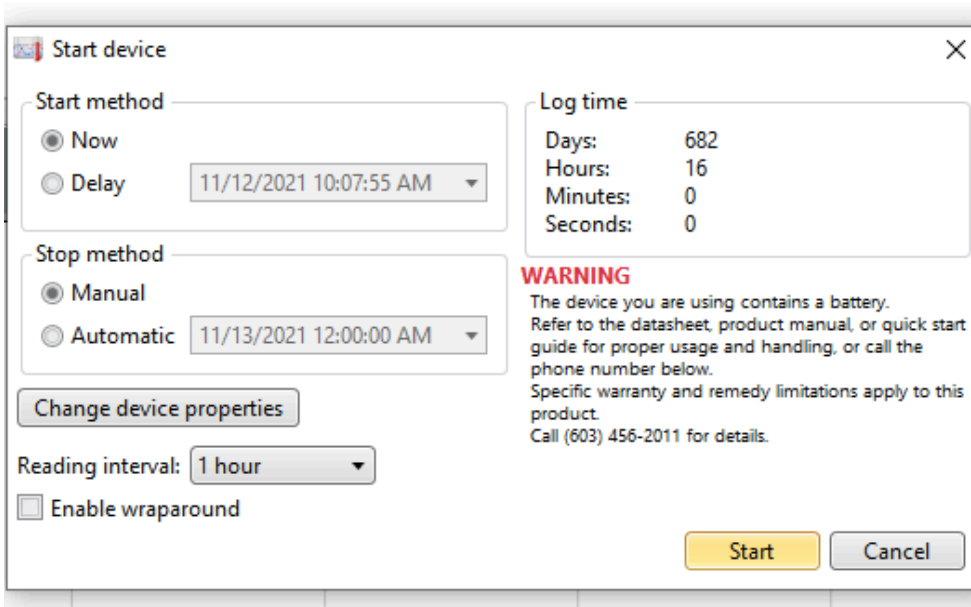 Start device
Start method
Now
Delay 11/12/2021 10:07:55 AM
Stop method
Manual
Automatic 11/13/2021 12:00:00 AM
Change device properties
Reading interval: 1 hour
Enable wraparound
Log time
Days: 682
Hours: 16
Minutes: 0
Seconds: 0
WARNING
The device you are using contains a battery.
Refer to the datasheet, product manual, or quick start
guide for proper usage and handling, or call the
phone number below.
Specific warranty and remedy limitations apply to this
product.
Call (603) 456-2011 for details.
Start Cancel